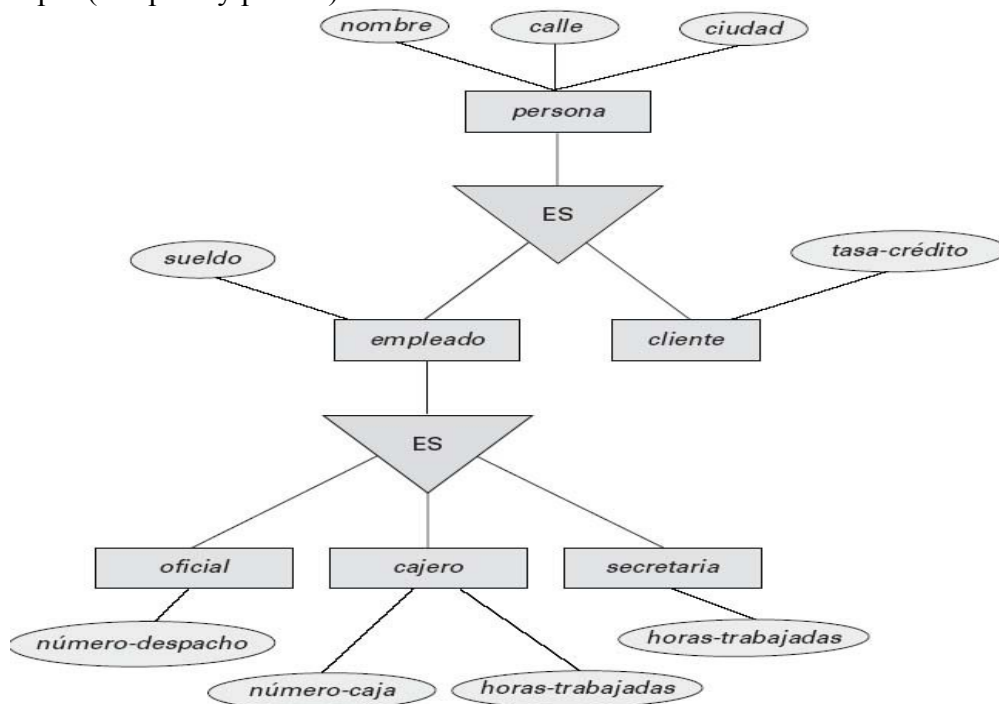 nombre calle ciudad
persona
ES
sueldo tasa-crédito
empleado cliente
ES
oficial cajero secretaria
número-despacho horas-trabajadas
número-caja horas-trabajadas